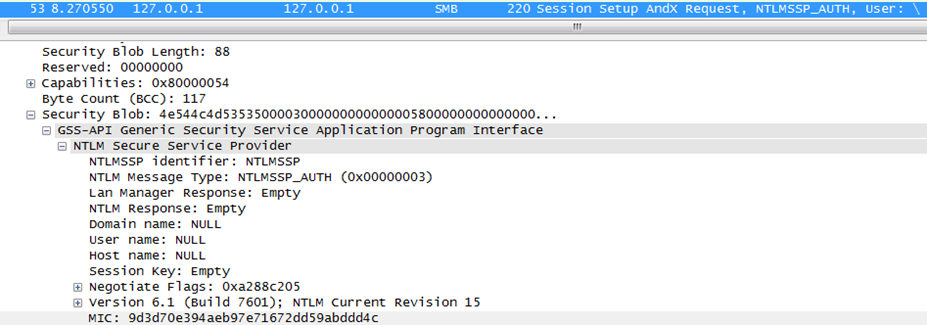 53 8.270550 127.0.0.1 127.0.0.1 SMB 220 Session Setup AndX Request, NTLMSSP_AUTH, User: \
Security Blob Length: 88
Reserved: 00000000
Capabilities: 0x80000054
Byte Count (BCC): 117
Security Blob: 4e544c4d53535000030000000000000058000000000000000...
GSS-API Generic Security Service Application Program Interface
NTLM Secure Service Provider
NTLMSSP identifier: NTLMSSP
NTLM Message Type: NTLMSSP_AUTH (0x00000003)
Lan Manager Response: Empty
NTLM Response: Empty
Domain name: NULL
User name: NULL
Host name: NULL
Session Key: Empty
Negotiate Flags: 0xa288c205
Version 6.1 (Build 7601); NTLM Current Revision 15
MIC: 9d3d70e394aeb97e71672dd59abddd4c